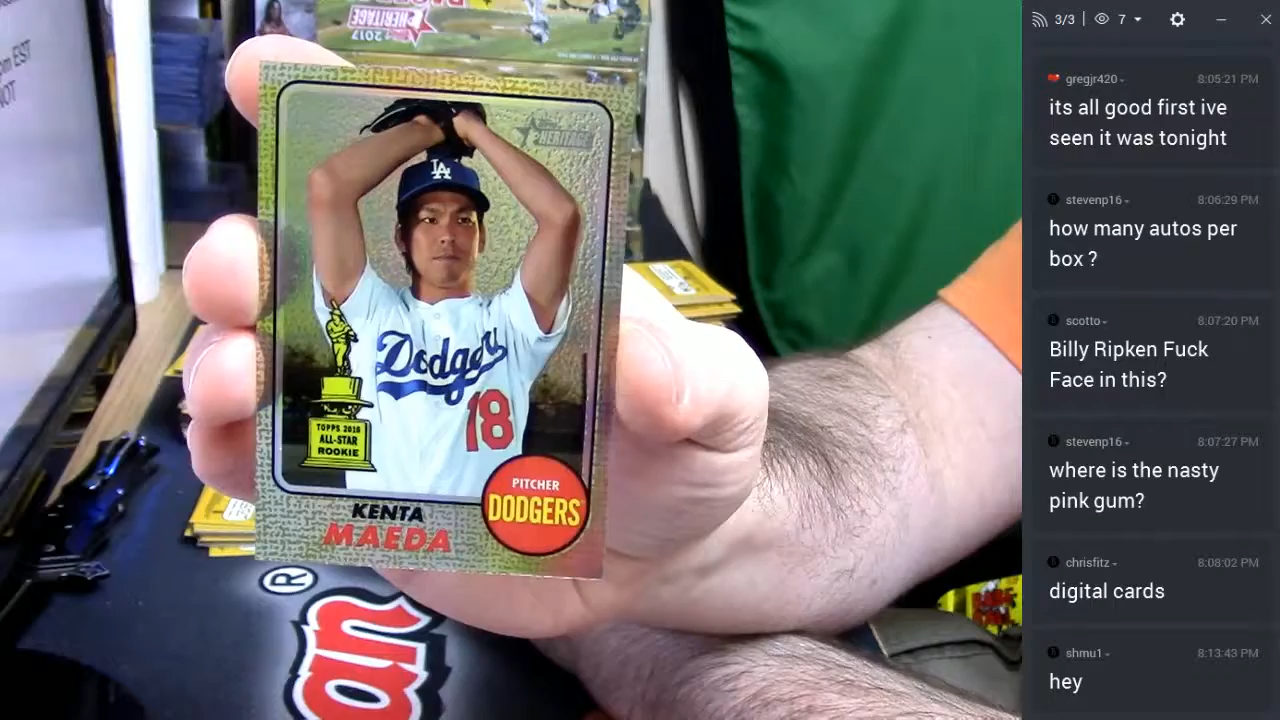 2017
HERITAGE
om EST
NOT
HERITAGE
LA
Dodgers
18
TOPPS 2016
ALL-STAR
ROOKIE
PITCHER
DODGERS
KENTA
MAEDA
®
an
3/3 | 7
gregjr420 8:05:21 PM
its all good first ive
seen it was tonight
stevenp16 8:06:29 PM
how many autos per
box ?
scotto 8:07:20 PM
Billy Ripken Fuck
Face in this?
stevenp16 8:07:27 PM
where is the nasty
pink gum?
chrisfitz 8:08:02 PM
digital cards
shmu1 8:13:43 PM
hey